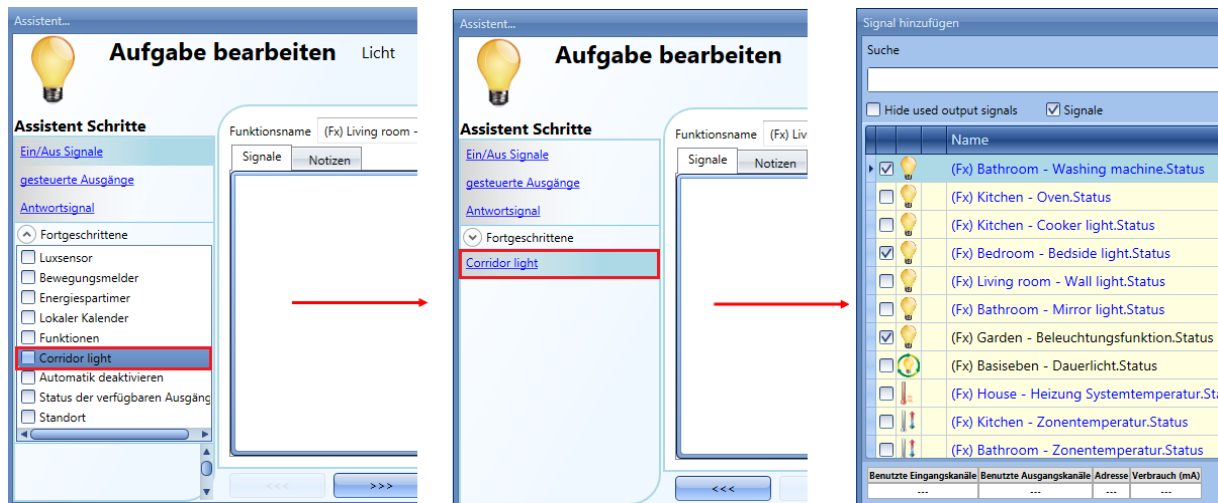 Assistent...
Aufgabe bearbeiten Licht
Assistent Schritte
Ein/Aus Signale
gesteuerte Ausgänge
Antwortsignal
Fortgeschrittene
Luxsensor
Bewegungsmelder
Energiespartimer
Lokaler Kalender
Funktionen
Corridor light
Automatik deaktivieren
Status der verfügbaren Ausgäng
Standort
Funktionsname (Fx) Living room -
Signale Notizen
<<< >>>
Assistent...
Aufgabe bearbeiten
Assistent Schritte
Ein/Aus Signale
gesteuerte Ausgänge
Antwortsignal
Fortgeschrittene
Corridor light
Funktionsname (Fx) Liv
Signale Notizen
<<<
Signal hinzufügen
Suche
Hide used output signals Signale
Name
(Fx) Bathroom - Washing machine.Status
(Fx) Kitchen - Oven.Status
(Fx) Kitchen - Cooker light.Status
(Fx) Bedroom - Bedside light.Status
(Fx) Living room - Wall light.Status
(Fx) Bathroom - Mirror light.Status
(Fx) Garden - Beleuchtungsfunktion.Status
(Fx) Basiseben - Dauerlicht.Status
(Fx) House - Heizung Systemtemperatur.Sta
(Fx) Kitchen - Zonentemperatur.Status
(Fx) Bathroom - Zonentemperatur.Status
Benutzte Eingangskanäle Benutzte Ausgangskanäle Adresse Verbrauch (mA)
--- --- --- ---